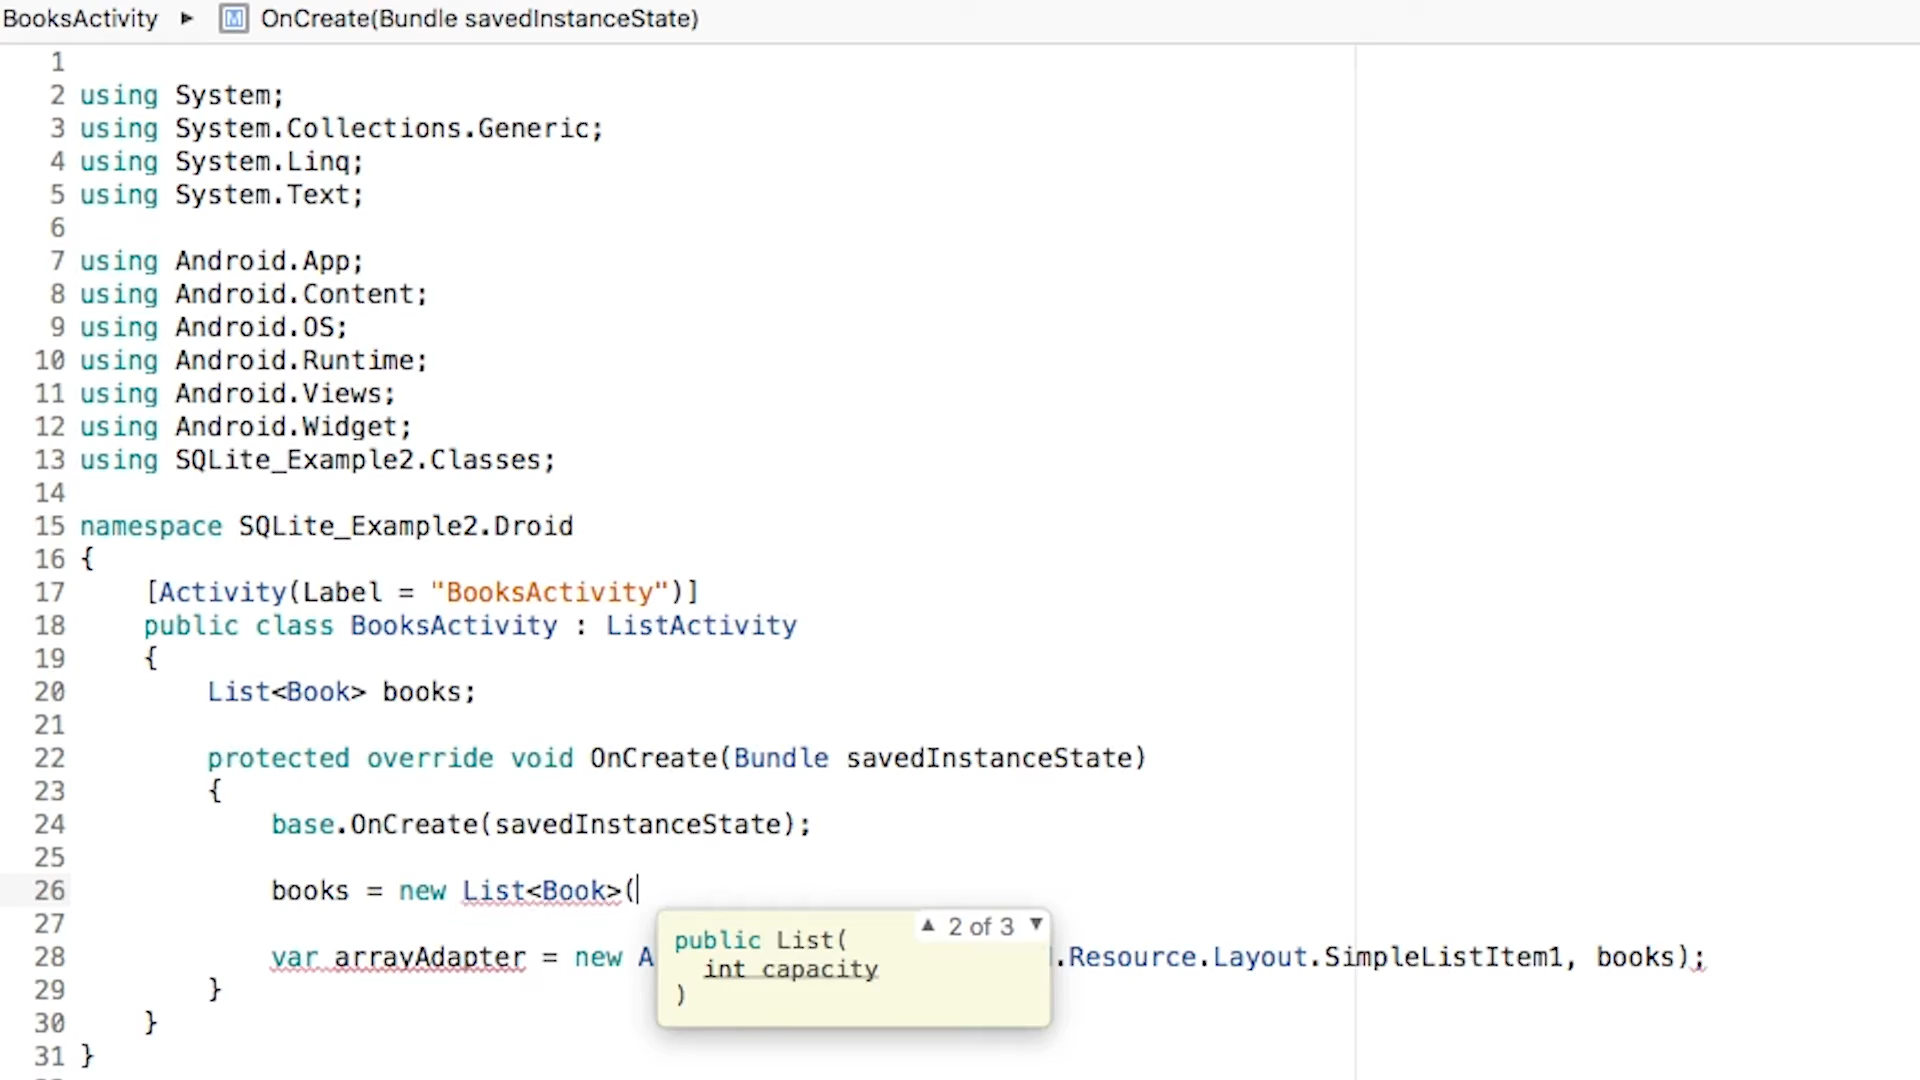 BooksActivity ▶ M OnCreate(Bundle savedInstanceState)
1
2 using System;
3 using System.Collections.Generic;
4 using System.Linq;
5 using System.Text;
6
7 using Android.App;
8 using Android.Content;
9 using Android.OS;
10 using Android.Runtime;
11 using Android.Views;
12 using Android.Widget;
13 using SQLite_Example2.Classes;
14
15 namespace SQLite_Example2.Droid
16 {
17 [Activity(Label = "BooksActivity")]
18 public class BooksActivity : ListActivity
19 {
20 List<Book> books;
21
22 protected override void OnCreate(Bundle savedInstanceState)
23 {
24 base.OnCreate(savedInstanceState);
25
26 books = new List<Book>(
27
28 var arrayAdapter = new A .Resource.Layout.SimpleListItem1, books);
29 }
30 }
31 }
▲ 2 of 3 ▼
public List(
int capacity
)